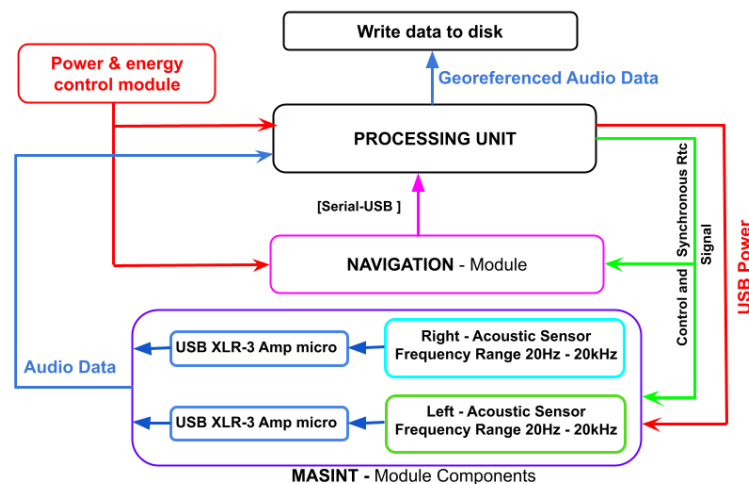 Write data to disk
Power & energy
control module
Georeferenced Audio Data
PROCESSING UNIT
[Serial-USB ]
Control and Synchronous Rtc
Signal
USB Power
NAVIGATION - Module
Right - Acoustic Sensor
Frequency Range 20Hz - 20kHz
USB XLR-3 Amp micro
Audio Data
Left - Acoustic Sensor
Frequency Range 20Hz - 20kHz
USB XLR-3 Amp micro
MASINT - Module Components